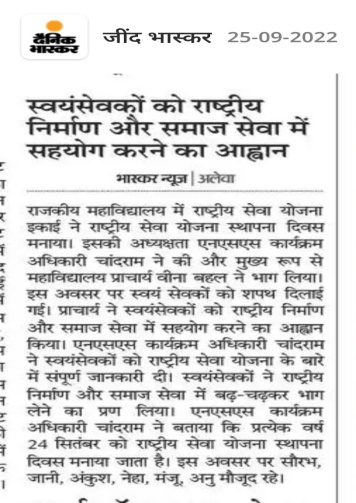 दैनिक
भास्कर
जींद भास्कर 25-09-2022
स्वयंसेवकों को राष्ट्रीय
निर्माण और समाज सेवा में
सहयोग करने का आह्वान
भास्कर न्यूज | अलेवा
राजकीय महाविद्यालय में राष्ट्रीय सेवा योजना
इकाई ने राष्ट्रीय सेवा योजना स्थापना दिवस
मनाया। इसकी अध्यक्षता एनएसएस कार्यक्रम
अधिकारी चांदराम ने की और मुख्य रूप से
महाविद्यालय प्राचार्य वीना बहल ने भाग लिया।
इस अवसर पर स्वयं सेवकों को शपथ दिलाई
गई। प्राचार्य ने स्वयंसेवकों को राष्ट्रीय निर्माण
और समाज सेवा में सहयोग करने का आह्वान
किया। एनएसएस कार्यक्रम अधिकारी चांदराम
ने स्वयंसेवकों को राष्ट्रीय सेवा योजना के बारे
में संपूर्ण जानकारी दी। स्वयंसेवकों ने राष्ट्रीय
निर्माण और समाज सेवा में बढ़-चढ़कर भाग
लेने का प्रण लिया। एनएसएस कार्यक्रम
अधिकारी चांदराम ने बताया कि प्रत्येक वर्ष
24 सितंबर को राष्ट्रीय सेवा योजना स्थापना
दिवस मनाया जाता है। इस अवसर पर सौरभ,
जानी, अंकुश, नेहा, मंजू, अनु मौजूद रहे।